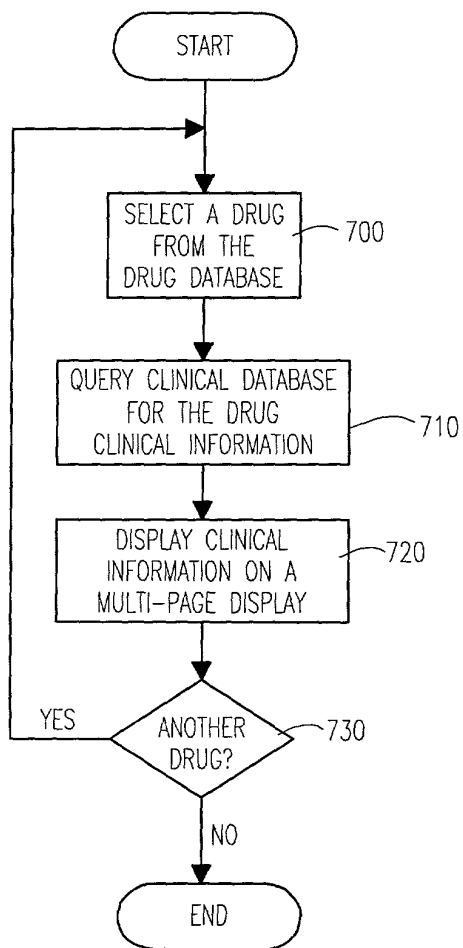 START
SELECT A DRUG
FROM THE
DRUG DATABASE
700
QUERY CLINICAL DATABASE
FOR THE DRUG
CLINICAL INFORMATION
710
DISPLAY CLINICAL
INFORMATION ON A
MULTI-PAGE DISPLAY
720
YES
ANOTHER
DRUG?
730
NO
END